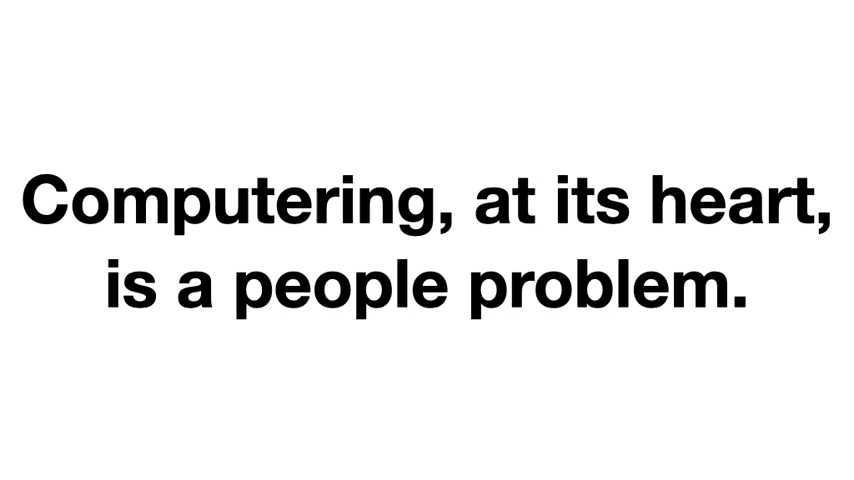 Computering, at its heart,
is a people problem.